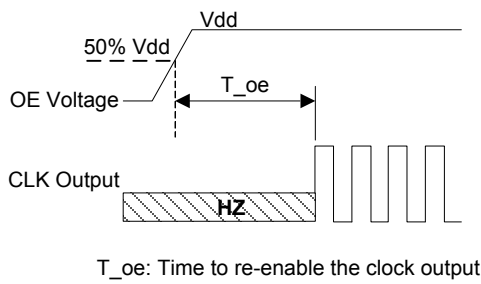 Vdd
50% Vdd
T_oe
OE Voltage
CLK Output
HZ
T_oe: Time to re-enable the clock output